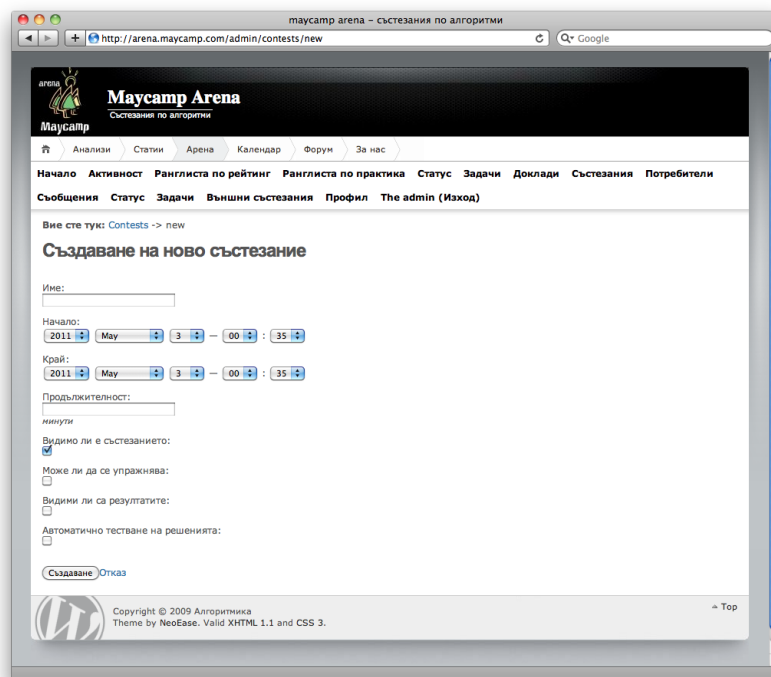 maycamp arena – състезания по алгоритми
http://arena.maycamp.com/admin/contests/new
Google
arena
Maycamp
Maycamp Arena
Състезания по алгоритми
Анализи Статии Арена Календар Форум За нас
Начало Активност Ранглиста по рейтинг Ранглиста по практика Статус Задачи Доклади Състезания Потребители
Съобщения Статус Задачи Външни състезания Профил The admin (Изход)
Вие сте тук: Contests -> new
Създаване на ново състезание
Име:
Начало:
2011 May 3 — 00 : 35
Край:
2011 May 3 — 00 : 35
Продължителност:
минути
Видимо ли е състезанието:
Може ли да се упражнява:
Видими ли са резултатите:
Автоматично тестване на решенията:
Създаване Отказ
Copyright © 2009 Алгоритмика
Theme by NeoEase. Valid XHTML 1.1 and CSS 3.
Top